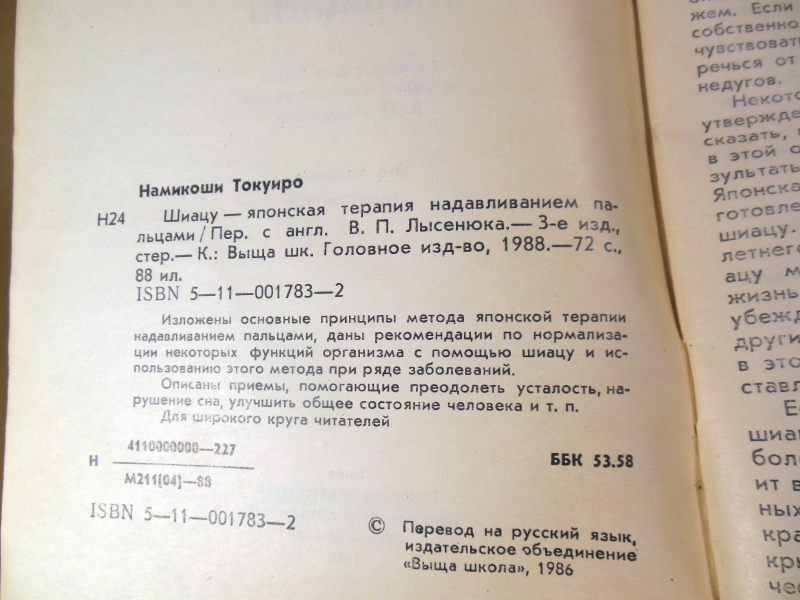 Намикоши Токуиро
Н24 Шиацу — японская терапия надавливанием па-
льцами / Пер. с англ. В. П. Лысенюка. — 3-е изд.,
стер. — К.: Выща шк. Головное изд-во, 1988. — 72 с.,
88 ил.
ISBN 5—11—001783—2
Изложены основные принципы метода японской терапии
надавливанием пальцами, даны рекомендации по нормализа-
ции некоторых функций организма с помощью шиацу и ис-
пользованию этого метода при ряде заболеваний.
Описаны приемы, помогающие преодолеть усталость, на-
рушение сна, улучшить общее состояние человека и т. п.
Для широкого круга читателей
Н 4110000000—227
М211(04)—88
ББК 53.58
ISBN 5—11—001783—2
© Перевод на русский язык,
издательское объединение
«Выща школа», 1986
жем. Если
собственно
чувствоват
речься от
недугов.
Некото
утвержде
сказать,
в этой о
зультаты
Японска
готовле
шиацу.
летнего
ацу м
жизнь
убежд
други
в это
ставл
Е
шиа
бол
ит в
ных
кра
кры
чес